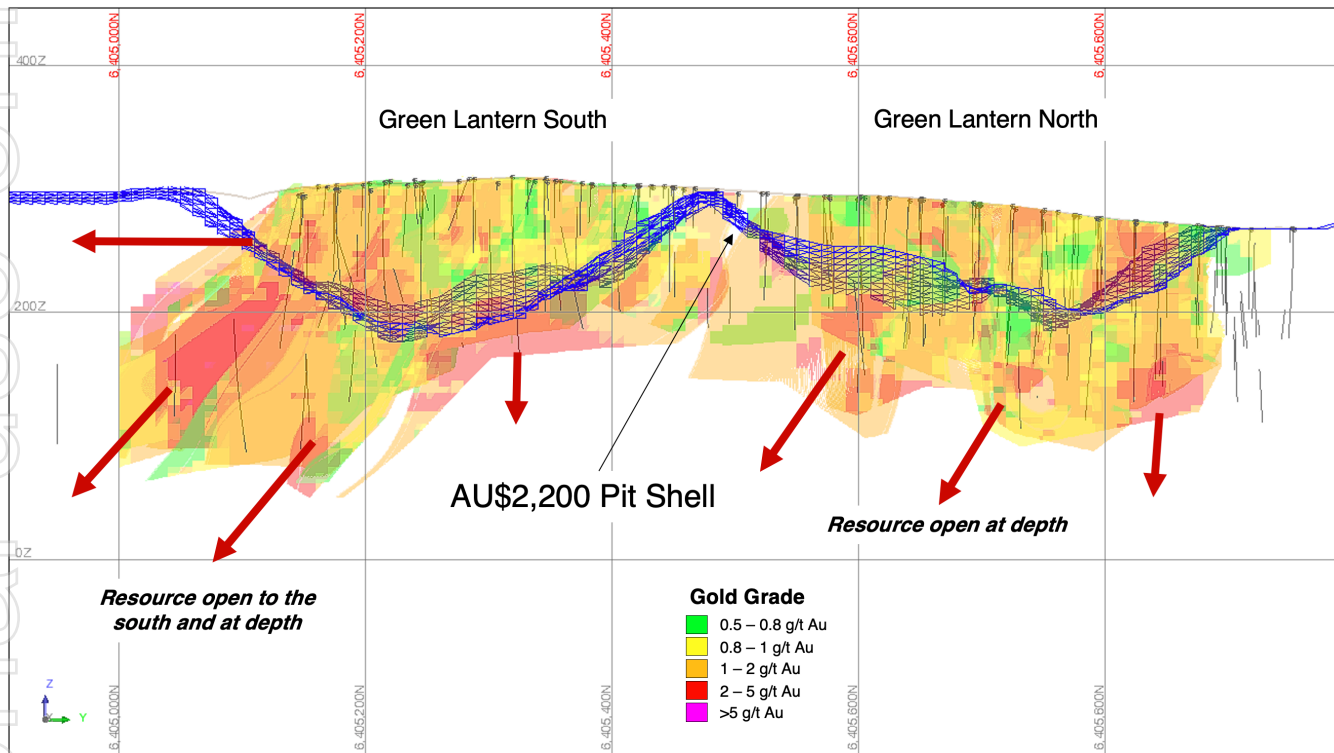 6,405,000N
6,405,200N
6,405,400N
6,405,600N
6,405,800N
400Z
Green Lantern South
Green Lantern North
200Z
AU$2,200 Pit Shell
Resource open at depth
0Z
Resource open to the
south and at depth
Gold Grade
0.5 – 0.8 g/t Au
0.8 – 1 g/t Au
1 – 2 g/t Au
2 – 5 g/t Au
>5 g/t Au
Z
X
Y
6,405,000N
6,405,200N
6,405,400N
6,405,600N
6,405,800N